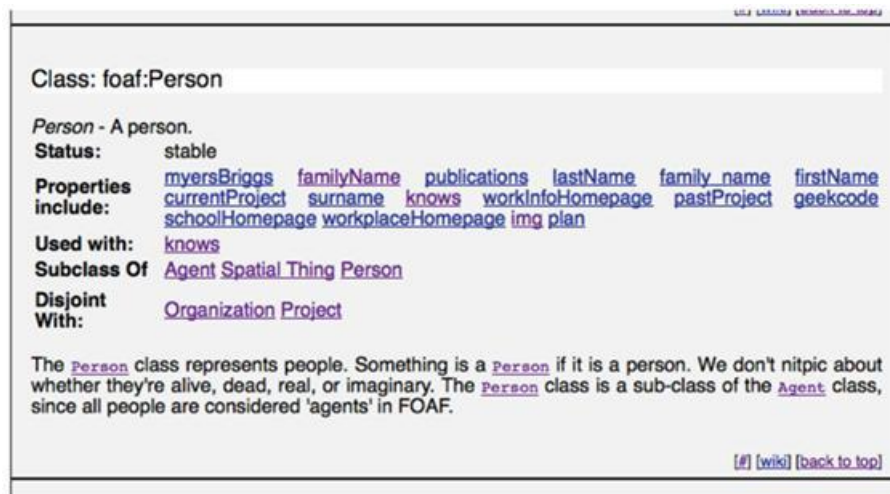 [#] [wiki] [back to top]
Class: foaf:Person
Person - A person.
Status: stable
Properties include: myersBriggs familyName publications lastName family_name firstName
currentProject surname knows workInfoHomepage pastProject geekcode
schoolHomepage workplaceHomepage img plan
Used with: knows
Subclass Of Agent Spatial Thing Person
Disjoint With: Organization Project
The Person class represents people. Something is a Person if it is a person. We don't nitpic about
whether they're alive, dead, real, or imaginary. The Person class is a sub-class of the Agent class,
since all people are considered 'agents' in FOAF.
[#] [wiki] [back to top]